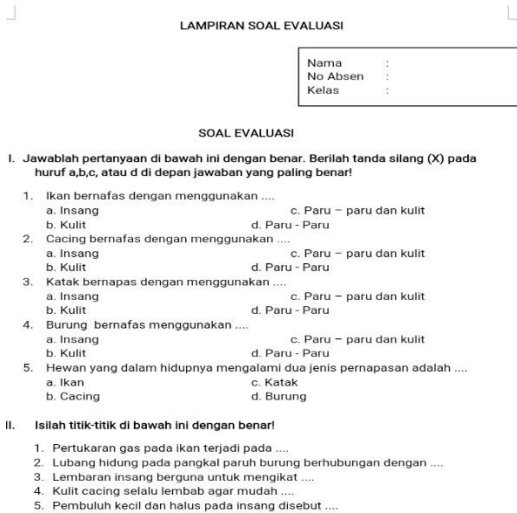 LAMPIRAN SOAL EVALUASI
Nama :
No Absen :
Kelas :
SOAL EVALUASI
I. Jawablah pertanyaan di bawah ini dengan benar. Berilah tanda silang (X) pada
huruf a,b,c, atau d di depan jawaban yang paling benar!
1. Ikan bernafas dengan menggunakan ....
a. Insang c. Paru – paru dan kulit
b. Kulit d. Paru - Paru
2. Cacing bernafas dengan menggunakan ....
a. Insang c. Paru – paru dan kulit
b. Kulit d. Paru - Paru
3. Katak bernapas dengan menggunakan ....
a. Insang c. Paru – paru dan kulit
b. Kulit d. Paru - Paru
4. Burung bernafas menggunakan ....
a. Insang c. Paru – paru dan kulit
b. Kulit d. Paru - Paru
5. Hewan yang dalam hidupnya mengalami dua jenis pernapasan adalah ....
a. Ikan c. Katak
b. Cacing d. Burung
II. Isilah titik-titik di bawah ini dengan benar!
1. Pertukaran gas pada ikan terjadi pada ....
2. Lubang hidung pada pangkal paruh burung berhubungan dengan ....
3. Lembaran insang berguna untuk mengikat ....
4. Kulit cacing selalu lembab agar mudah ....
5. Pembuluh kecil dan halus pada insang disebut ....